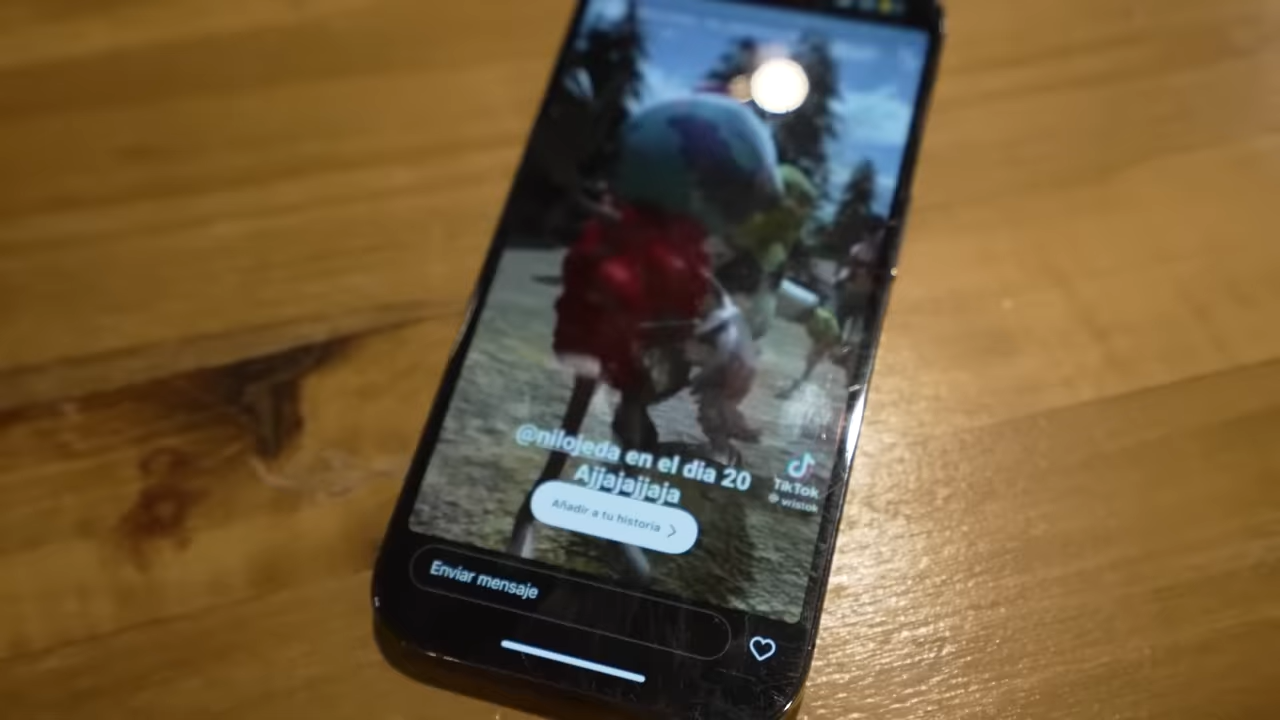 @nilojeda en el dia 20
Ajjajajjaja
Añadir a tu historia
TikTok
Enviar mensaje